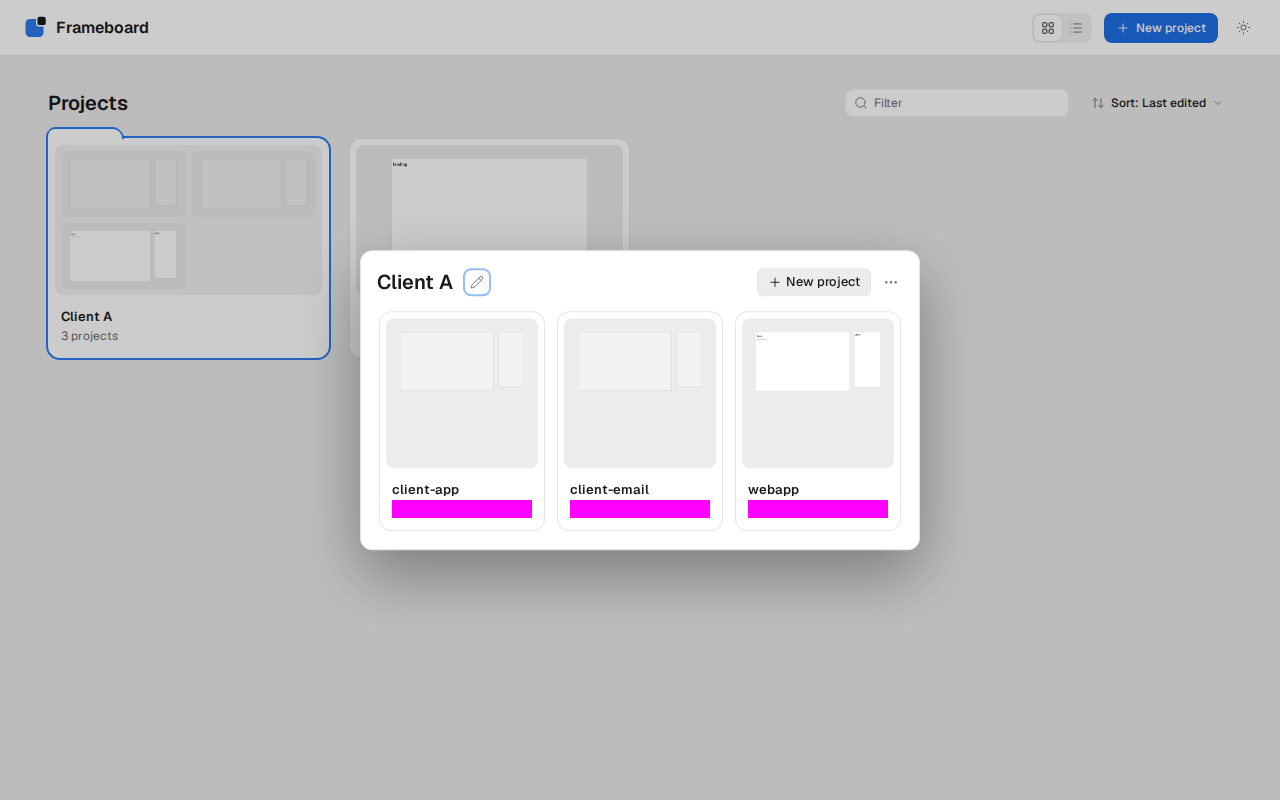 Frameboard
New project
Projects
Filter
Sort: Last edited
landing
Client A
3 projects
Client A
New project
client-app
client-email
webapp